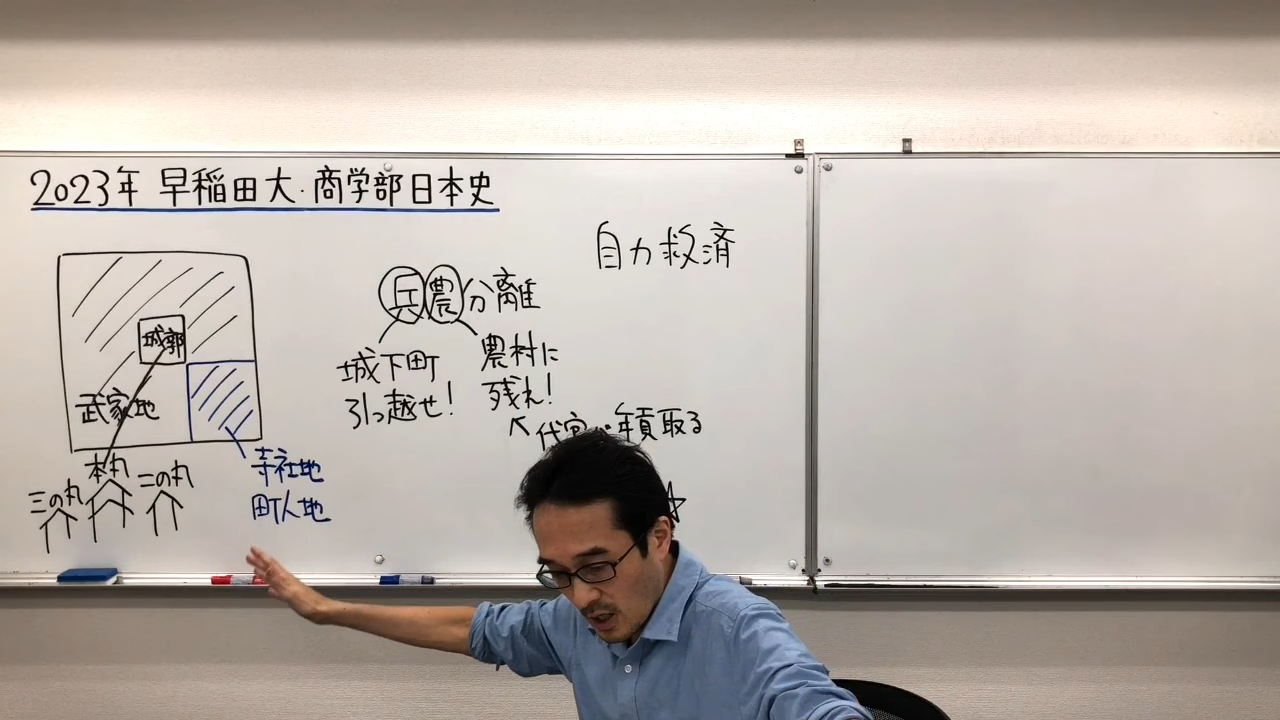 2023年 早稲田大・商学部日本史
自力救済
兵農分離
城下町
引っ越せ!
農村に
残れ!
年貢取る
城郭
武家地
本丸
二の丸
三の丸
寺社地
町人地